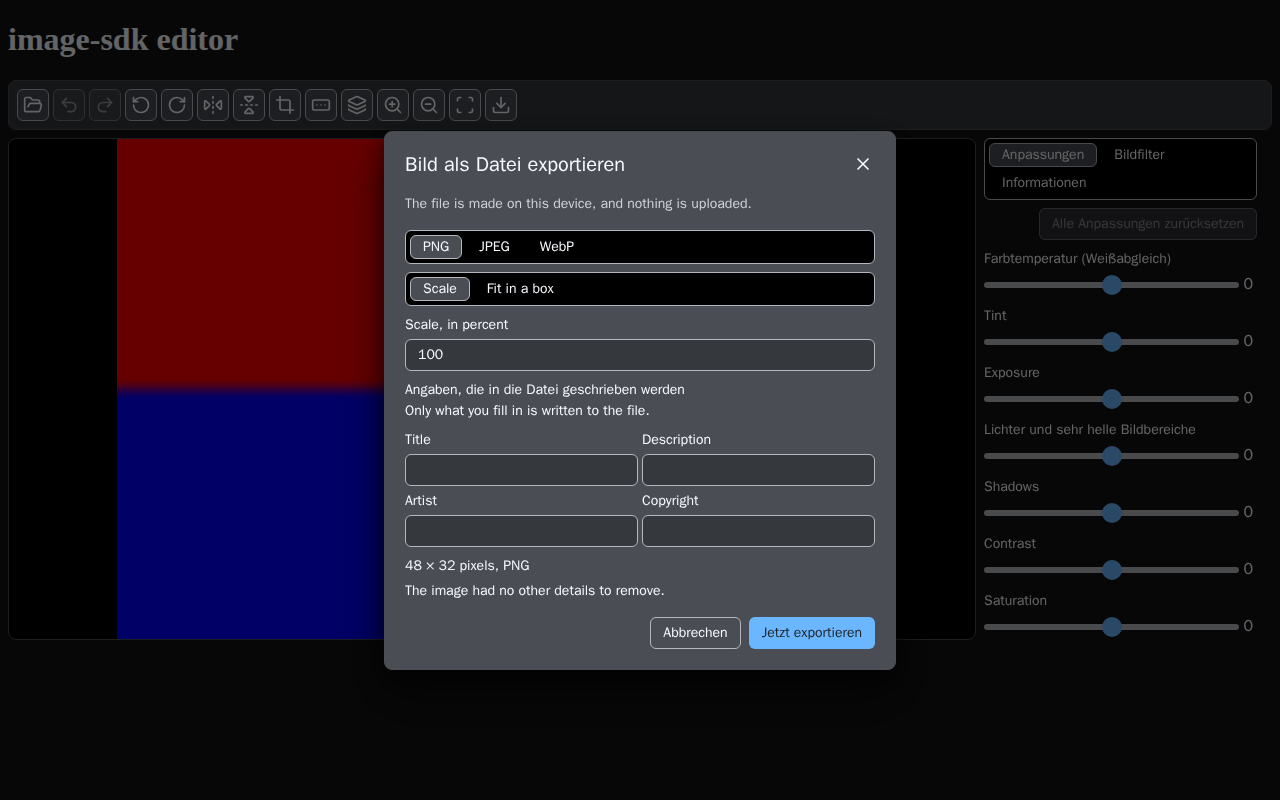 image-sdk editor
Bild als Datei exportieren
The file is made on this device, and nothing is uploaded.
PNG JPEG WebP
Scale Fit in a box
Scale, in percent
100
Angaben, die in die Datei geschrieben werden
Only what you fill in is written to the file.
Title Description
Artist Copyright
48 × 32 pixels, PNG
The image had no other details to remove.
Abbrechen Jetzt exportieren
Anpassungen Bildfilter
Informationen
Alle Anpassungen zurücksetzen
Farbtemperatur (Weißabgleich)
0
Tint
0
Exposure
0
Lichter und sehr helle Bildbereiche
0
Shadows
0
Contrast
0
Saturation
0